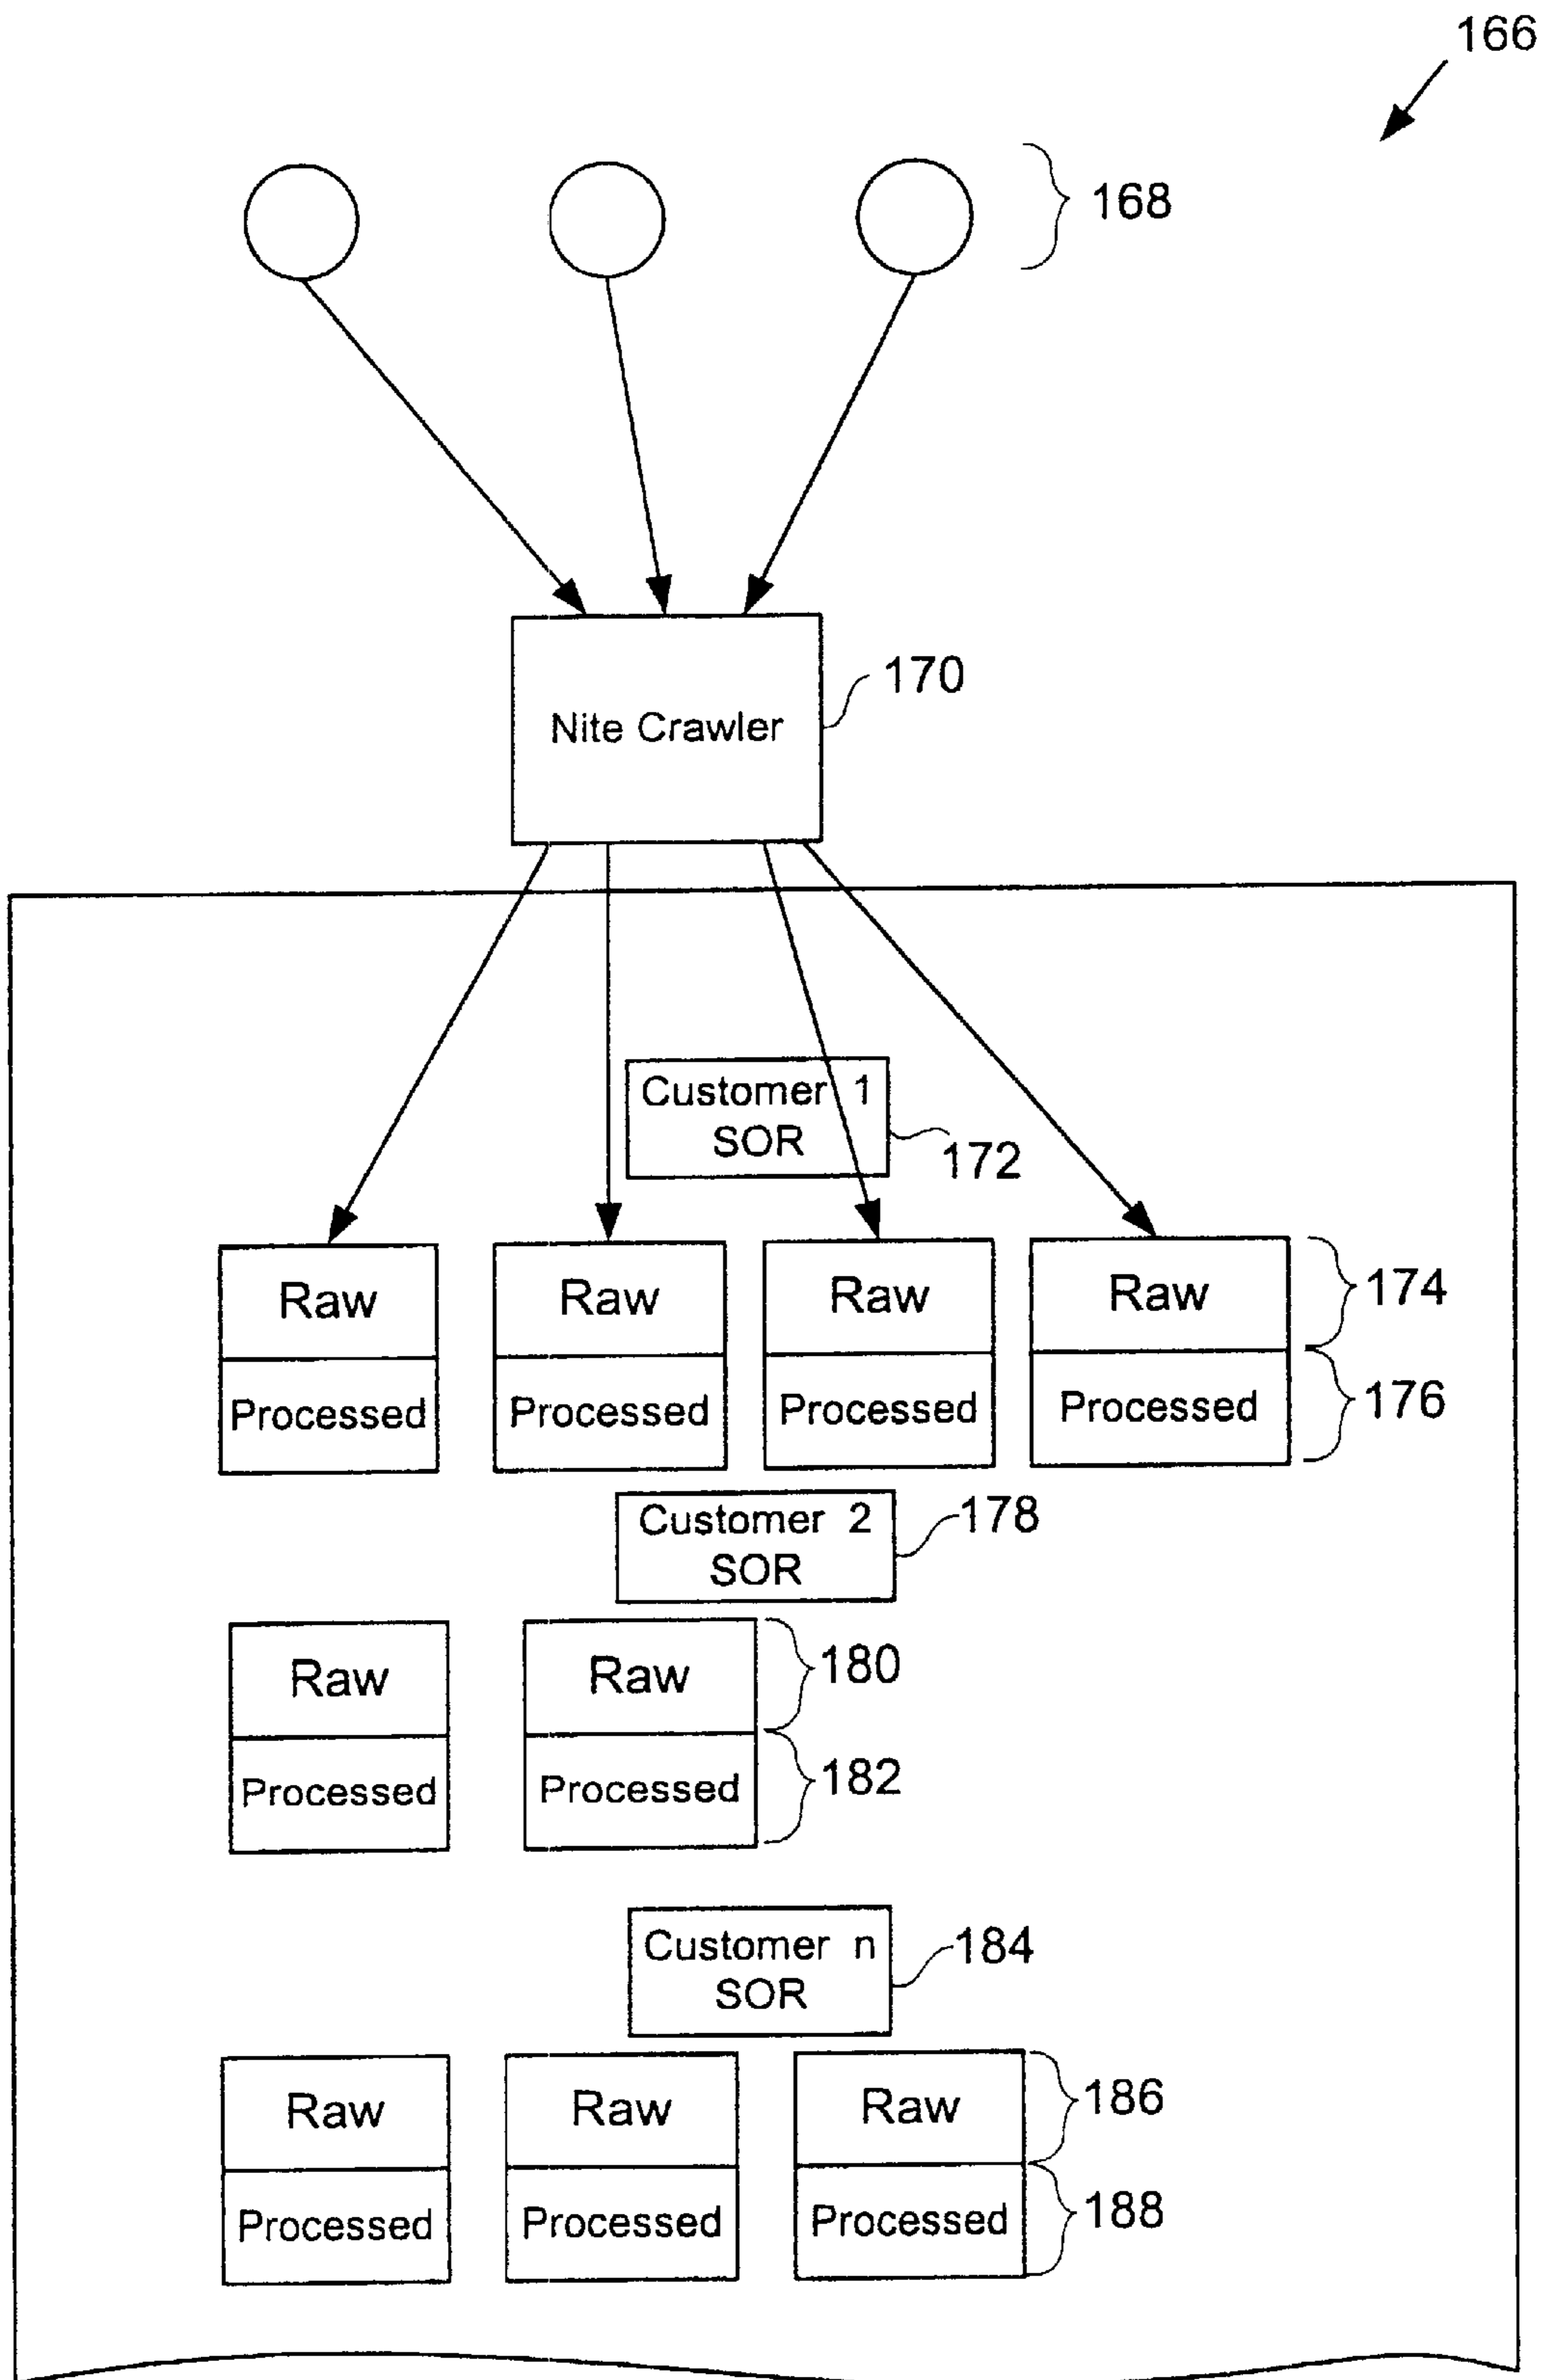 166
168
170
Nite Crawler
Customer 1
SOR
172
Raw Raw Raw Raw 174
Processed Processed Processed Processed 176
Customer 2
SOR
178
Raw Raw 180
Processed Processed 182
Customer n
SOR
184
Raw Raw Raw 186
Processed Processed Processed 188